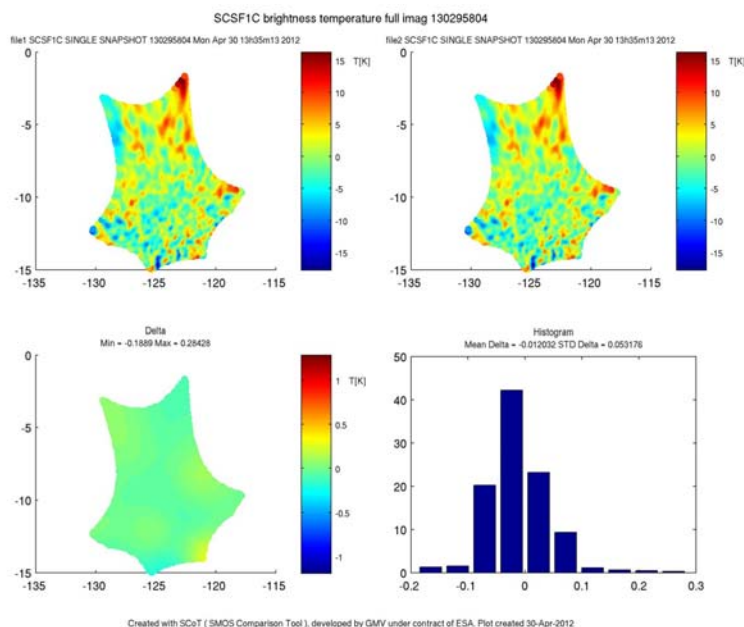 SCSF1C brightness temperature full imag 130295804
file1 SCSF1C SINGLE SNAPSHOT 130295804 Mon Apr 30 13h35m13 2012
file2 SCSF1C SINGLE SNAPSHOT 130295804 Mon Apr 30 13h35m13 2012
0
-5
-10
-15
-135 -130 -125 -120 -115
15 T[K]
10
5
0
-5
-10
-15
0
-5
-10
-15
-135 -130 -125 -120 -115
15 T[K]
10
5
0
-5
-10
-15
Delta
Min = -0.1889 Max = 0.28428
0
-5
-10
-15
-135 -130 -125 -120 -115
1 T[K]
0.5
0
-0.5
-1
Histogram
Mean Delta = -0.012032 STD Delta = 0.053176
50
40
30
20
10
0
-0.2 -0.1 0 0.1 0.2 0.3
Created with SCoT ( SMOS Comparison Tool ), developed by GMV under contract of ESA. Plot created 30-Apr-2012